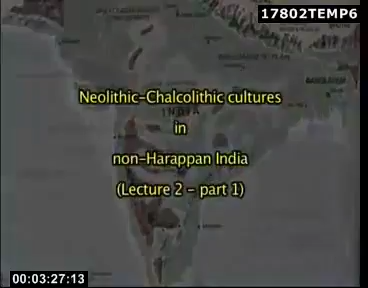 17802TEMP6
Neolithic-Chalcolithic cultures
INDIA
in
non-Harappan India
(Lecture 2 - part 1)
00:03:27:13